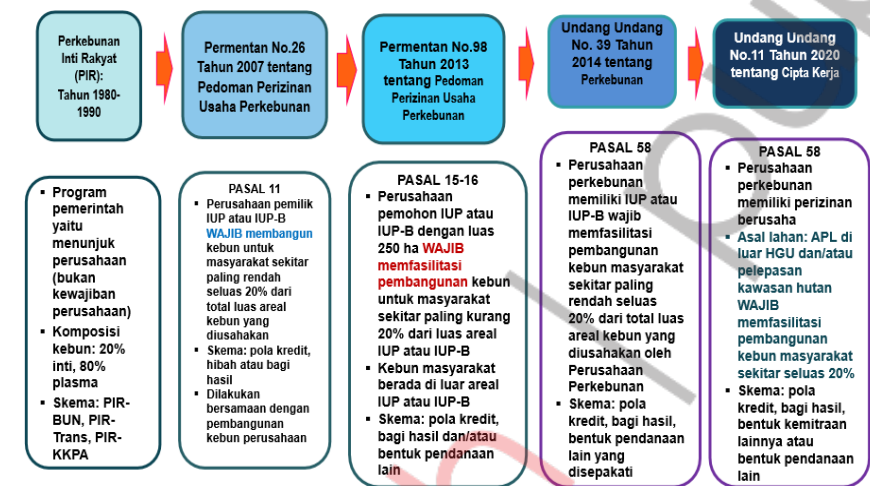 Perkebunan
Inti Rakyat
(PIR):
Tahun 1980-
1990
Permentan No.26
Tahun 2007 tentang
Pedoman Perizinan
Usaha Perkebunan
Permentan No.98
Tahun 2013
tentang Pedoman
Perizinan Usaha
Perkebunan
Undang Undang
No. 39 Tahun
2014 tentang
Perkebunan
Undang Undang
No.11 Tahun 2020
tentang Cipta Kerja
▪ Program
pemerintah
yaitu
menunjuk
perusahaan
(bukan
kewajiban
perusahaan)
▪ Komposisi
kebun: 20%
inti, 80%
plasma
▪ Skema: PIR-
BUN, PIR-
Trans, PIR-
KKPA
PASAL 11
▪ Perusahaan pemilik
IUP atau IUP-B
WAJIB membangun
kebun untuk
masyarakat sekitar
paling rendah
seluas 20% dari
total luas areal
kebun yang
diusahakan
▪ Skema: pola kredit,
hibah atau bagi
hasil
▪ Dilakukan
bersamaan dengan
pembangunan
kebun perusahaan
PASAL 15-16
▪ Perusahaan
pemohon IUP atau
IUP-B dengan luas
250 ha WAJIB
memfasilitasi
pembangunan kebun
untuk masyarakat
sekitar paling kurang
20% dari luas areal
IUP atau IUP-B
▪ Kebun masyarakat
berada di luar areal
IUP atau IUP-B
▪ Skema: pola kredit,
bagi hasil dan/atau
bentuk pendanaan
lain
PASAL 58
▪ Perusahaan
perkebunan
memiliki IUP atau
IUP-B wajib
memfasilitasi
pembangunan
kebun masyarakat
sekitar paling
rendah seluas
20% dari total luas
areal kebun yang
diusahakan oleh
Perusahaan
Perkebunan
▪ Skema: pola
kredit, bagi hasil,
bentuk pendanaan
lain yang
disepakati
PASAL 58
▪ Perusahaan
perkebunan
memiliki perizinan
berusaha
▪ Asal lahan: APL di
luar HGU dan/atau
pelepasan
kawasan hutan
WAJIB
memfasilitasi
pembangunan
kebun masyarakat
sekitar seluas 20%
▪ Skema: pola
kredit, bagi hasil,
bentuk kemitraan
lainnya atau
bentuk pendanaan
lain